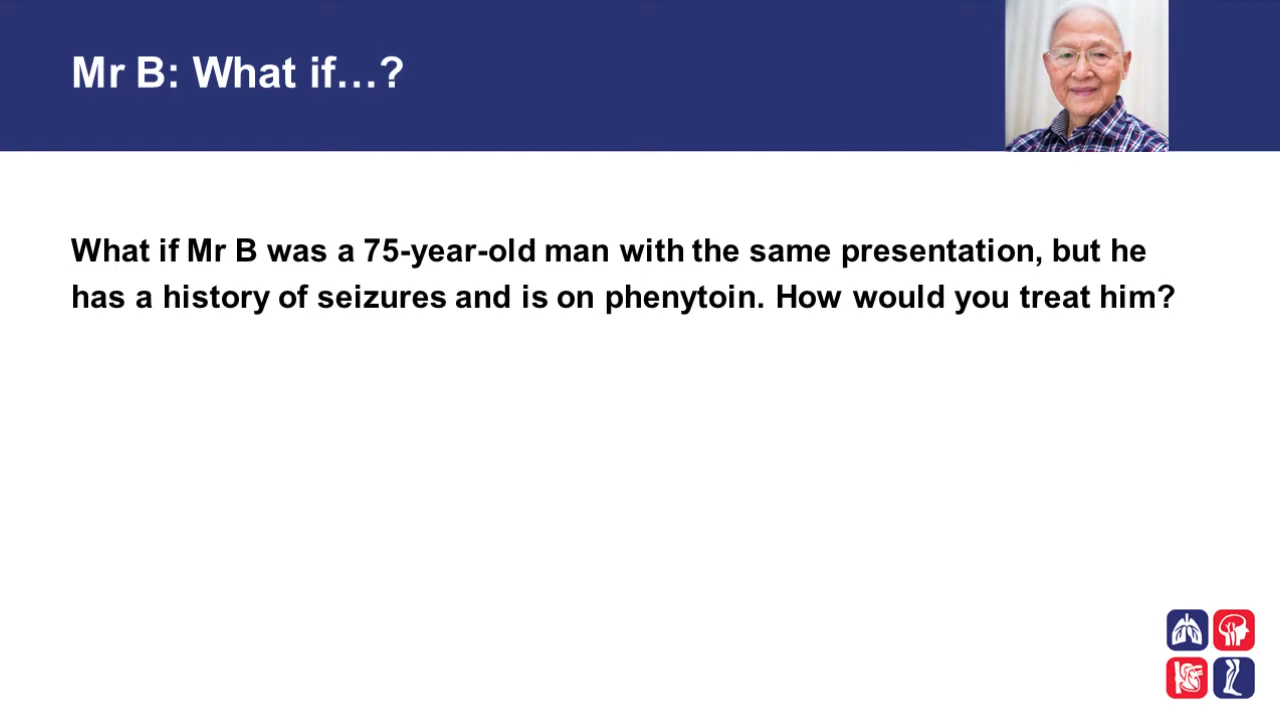 Mr B: What if…?
What if Mr B was a 75-year-old man with the same presentation, but he
has a history of seizures and is on phenytoin. How would you treat him?